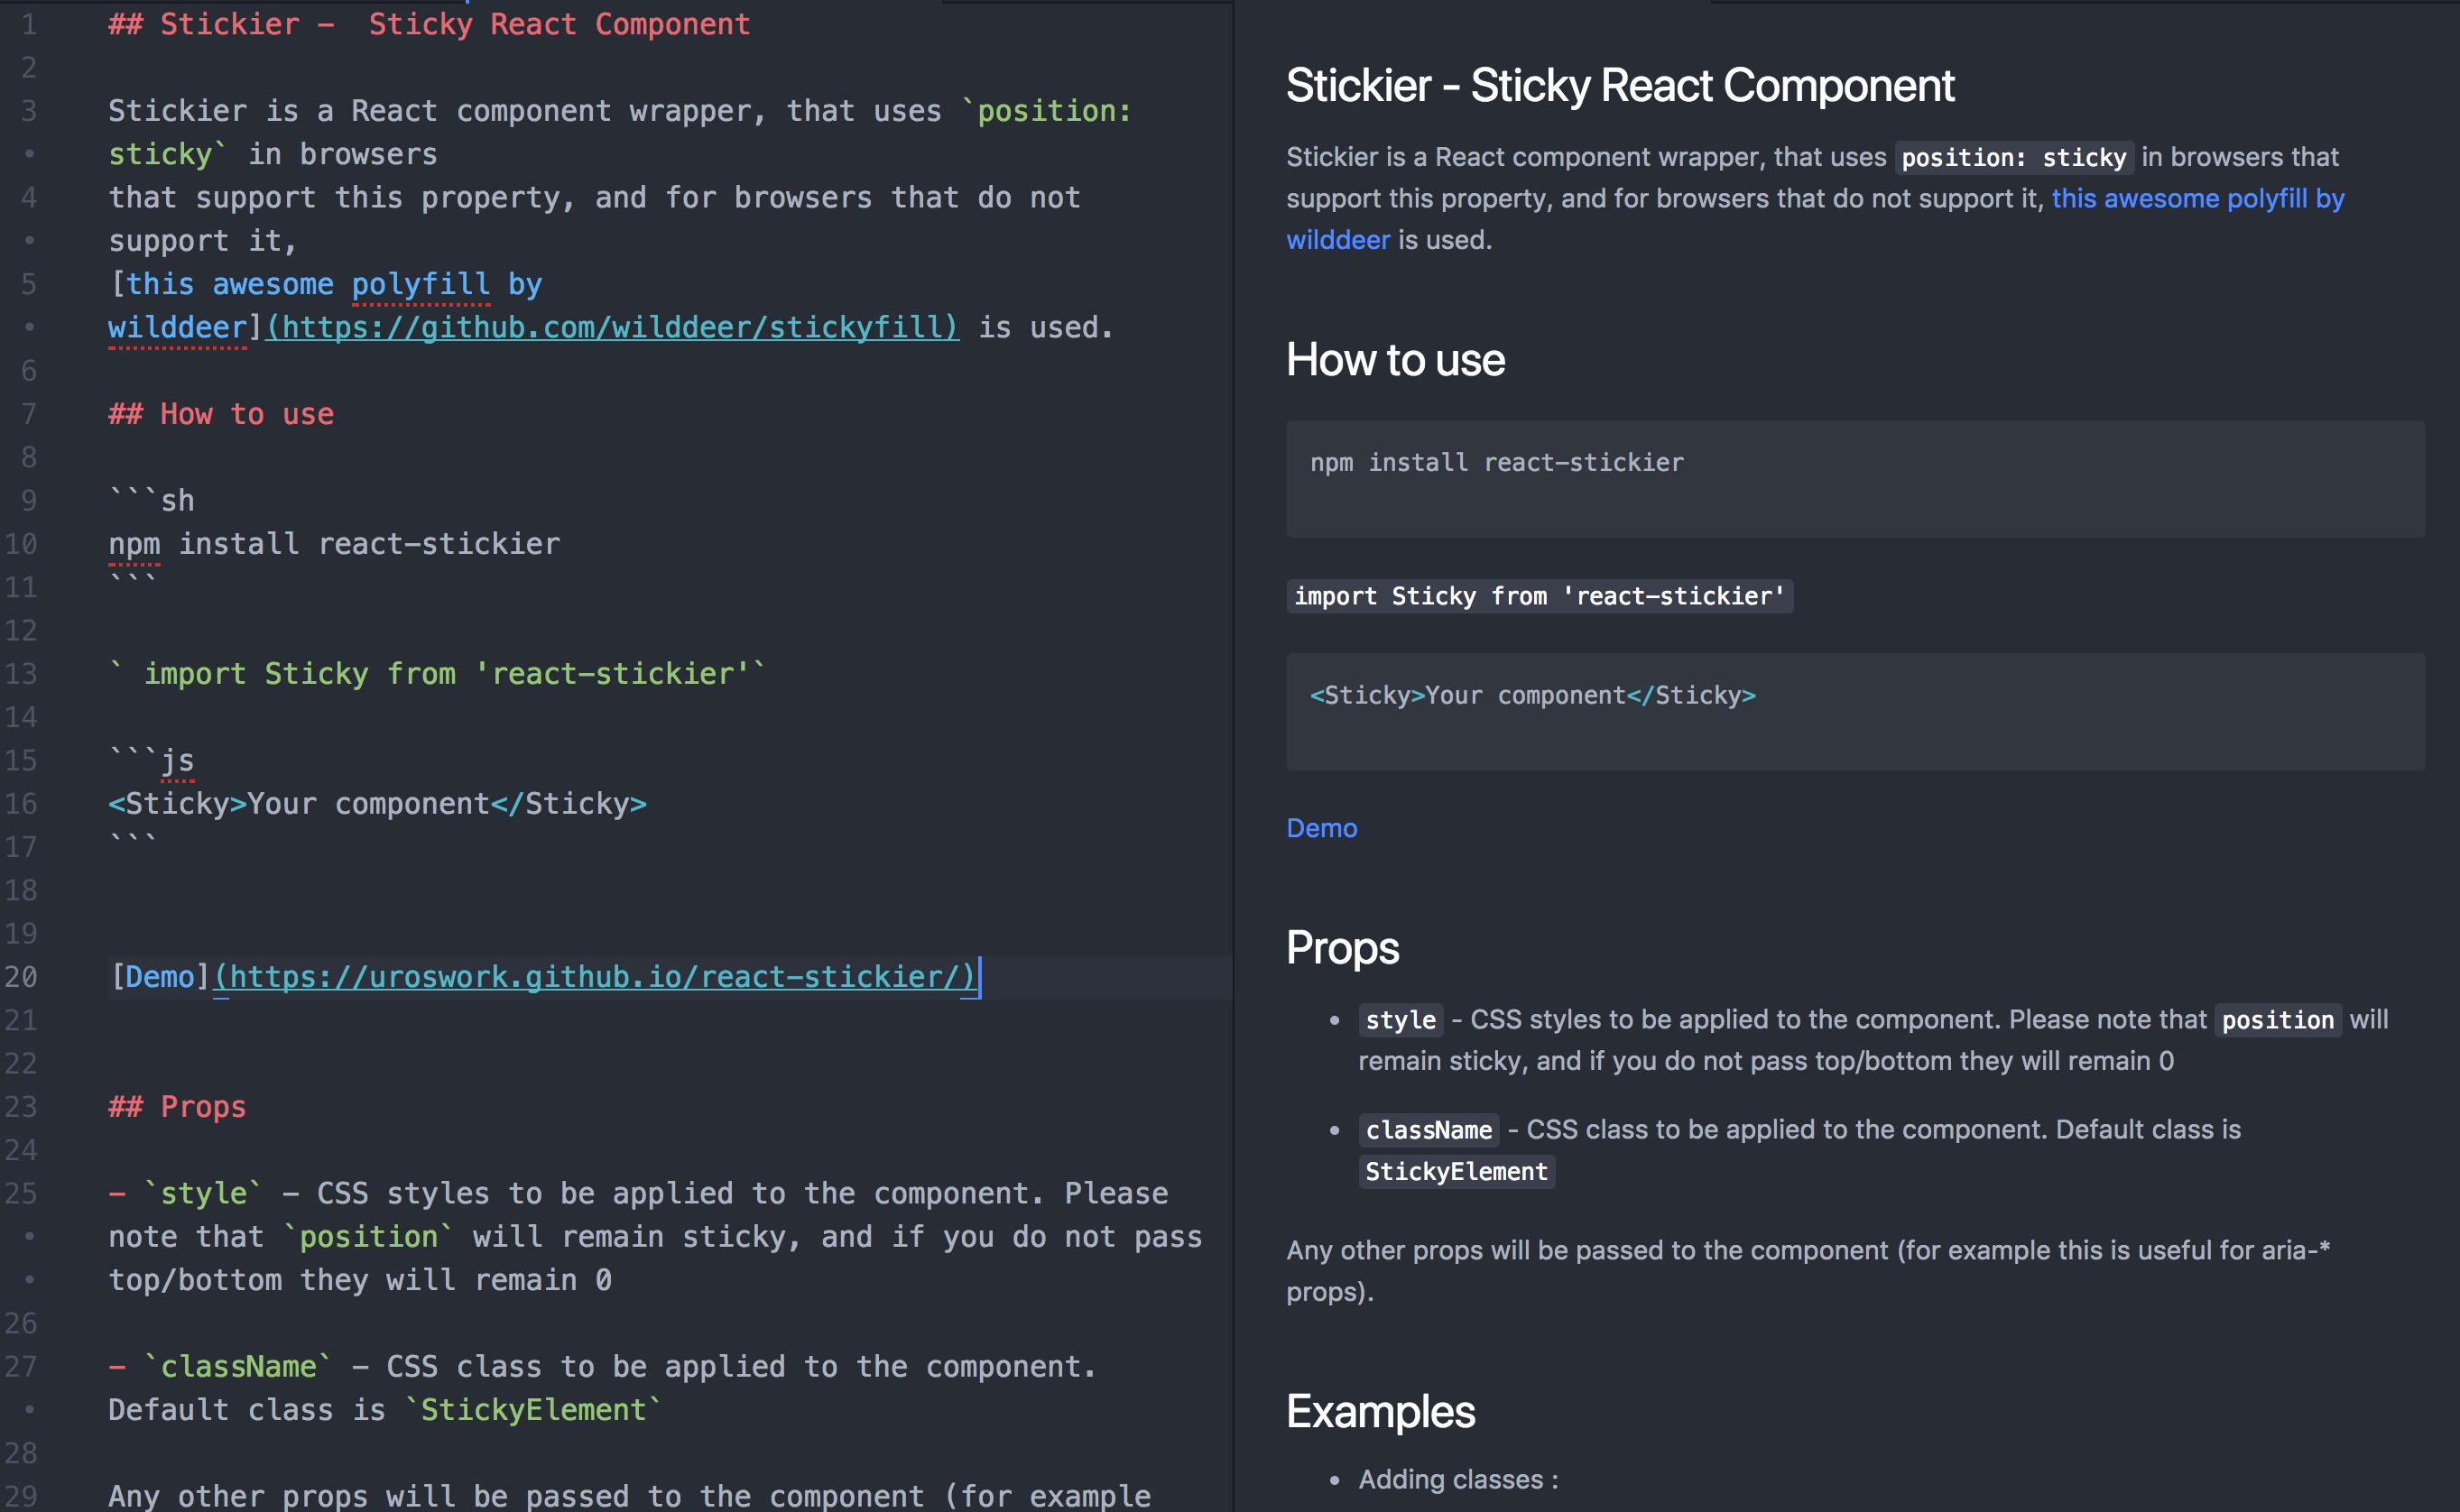 1 ## Stickier -  Sticky React Component
2
3 Stickier is a React component wrapper, that uses `position:
• sticky` in browsers
4 that support this property, and for browsers that do not
• support it,
5 [this awesome polyfill by
• wilddeer](https://github.com/wilddeer/stickyfill) is used.
6
7 ## How to use
8
9 ```sh
10 npm install react-stickier
11 ```
12
13 ` import Sticky from 'react-stickier'`
14
15 ```js
16 <Sticky>Your component</Sticky>
17 ```
18
19
20 [Demo](https://uroswork.github.io/react-stickier/)
21
22
23 ## Props
24
25 - `style` - CSS styles to be applied to the component. Please
• note that `position` will remain sticky, and if you do not pass
• top/bottom they will remain 0
26
27 - `className` - CSS class to be applied to the component.
• Default class is `StickyElement`
28
29 Any other props will be passed to the component (for example
Stickier - Sticky React Component
Stickier is a React component wrapper, that uses position: sticky in browsers that
support this property, and for browsers that do not support it, this awesome polyfill by
wilddeer is used.
How to use
npm install react-stickier
import Sticky from 'react-stickier'
<Sticky>Your component</Sticky>
Demo
Props
• style - CSS styles to be applied to the component. Please note that position will
remain sticky, and if you do not pass top/bottom they will remain 0
• className - CSS class to be applied to the component. Default class is
StickyElement
Any other props will be passed to the component (for example this is useful for aria-*
props).
Examples
• Adding classes :